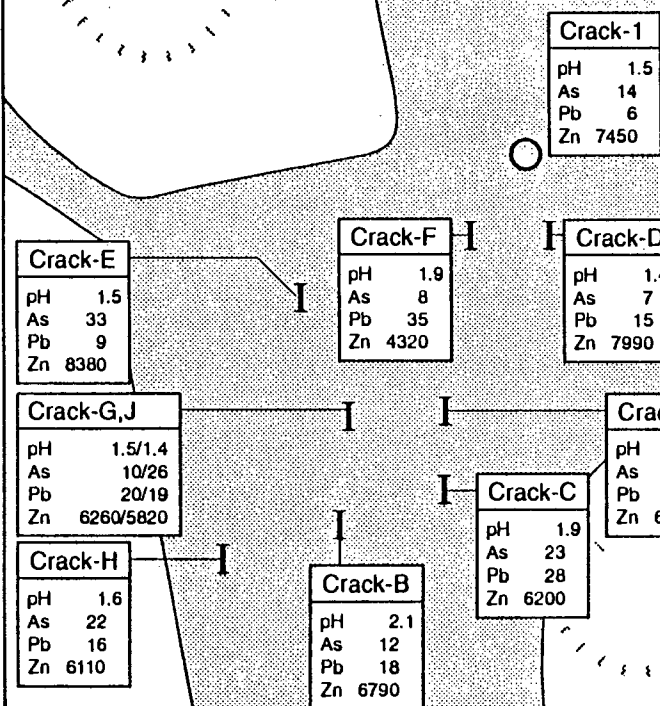 Crack-1
pH 1.5
As 14
Pb 6
Zn 7450
Crack-F
pH 1.9
As 8
Pb 35
Zn 4320
Crack-D
pH 1.4
As 7
Pb 15
Zn 7990
Crack-E
pH 1.5
As 33
Pb 9
Zn 8380
Crack-G,J
pH 1.5/1.4
As 10/26
Pb 20/19
Zn 6260/5820
pH
As
Pb
Zn
Crack-C
pH 1.9
As 23
Pb 28
Zn 6200
Crack-H
pH 1.6
As 22
Pb 16
Zn 6110
Crack-B
pH 2.1
As 12
Pb 18
Zn 6790